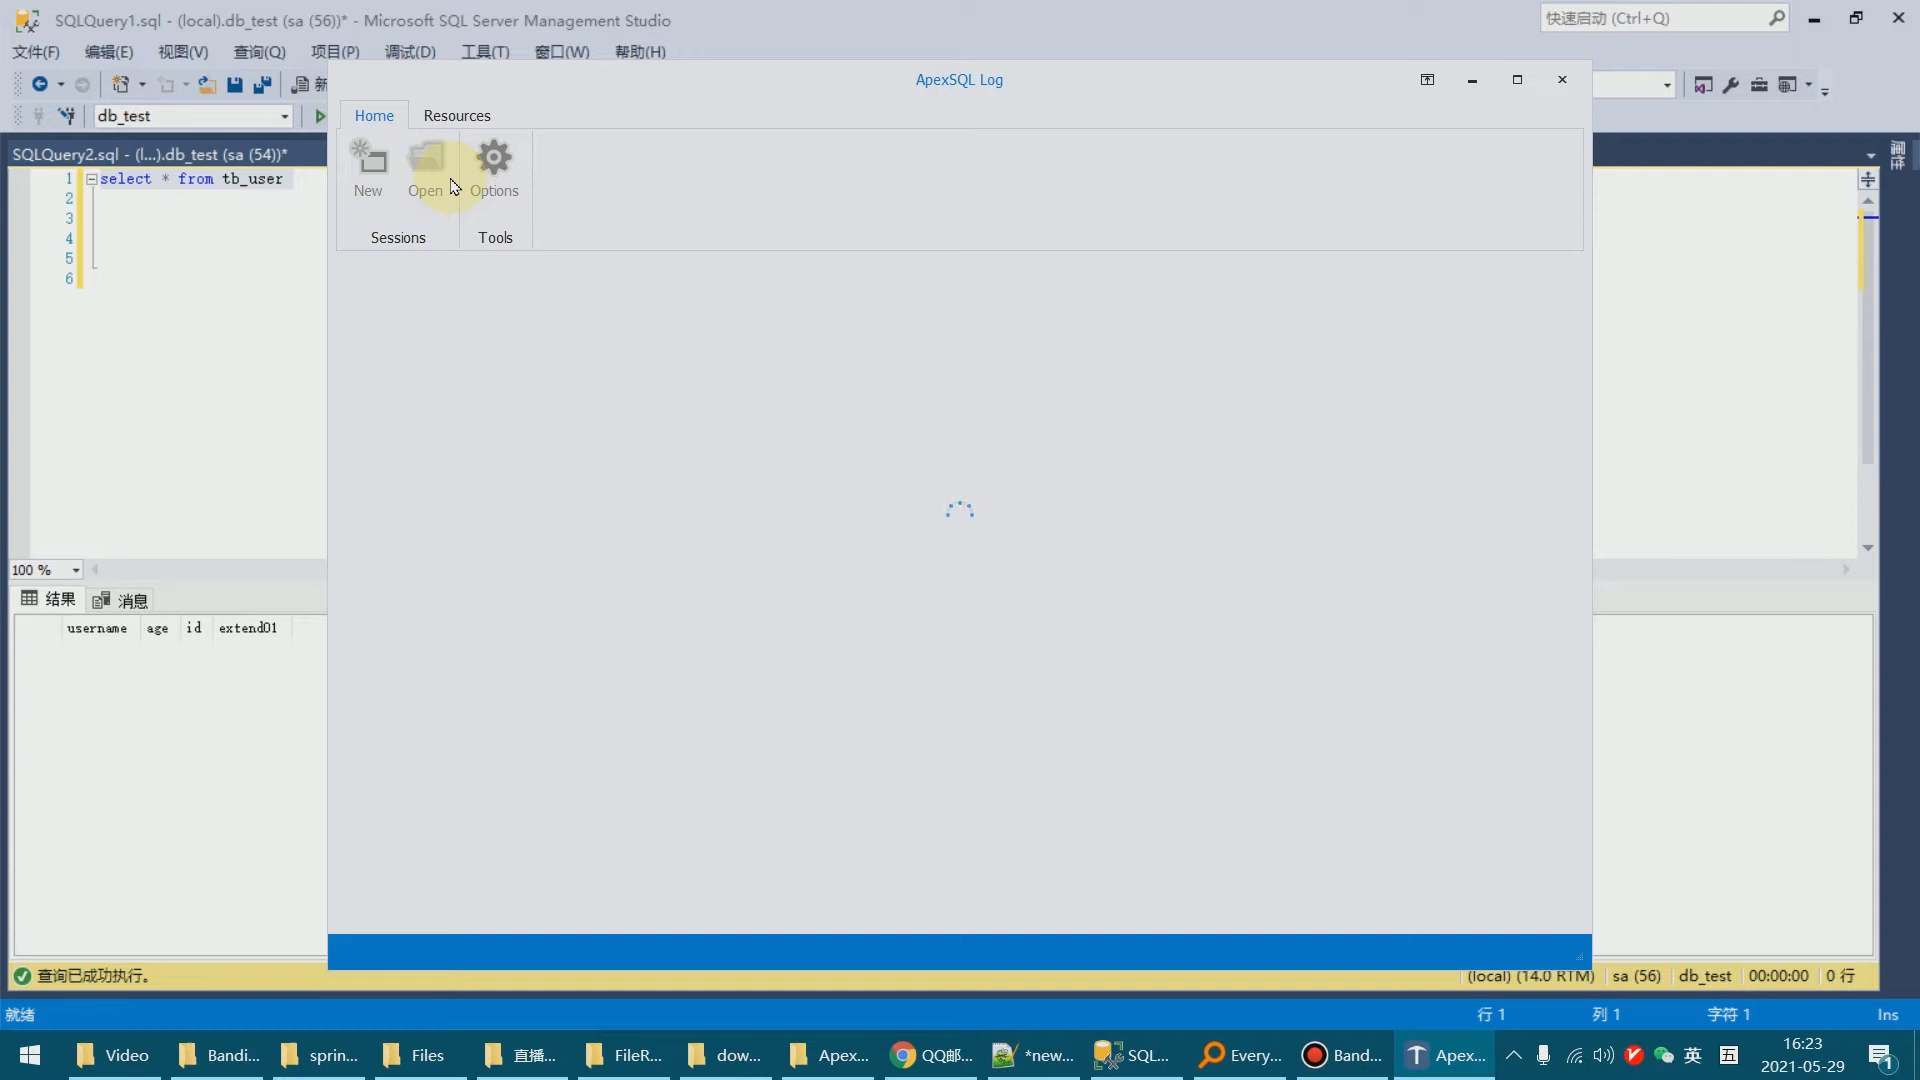 SQLQuery1.sql - (local).db_test (sa (56))* - Microsoft SQL Server Management Studio
快速启动 (Ctrl+Q)
文件(F) 编辑(E) 视图(V) 查询(Q) 项目(P) 调试(D) 工具(T) 窗口(W) 帮助(H)
新
db_test
ApexSQL Log
Home Resources
New Open Options
Sessions Tools
SQLQuery2.sql - (l...).db_test (sa (54))*
属性
1 select * from tb_user
2
3
4
5
6
100 %
结果 消息
username age id extend01
查询已成功执行。
(local) (14.0 RTM) sa (56) db_test 00:00:00 0 行
就绪 行 1 列 1 字符 1 Ins
Video Bandi... sprin... Files 直播... FileR... dow... Apex... QQ邮... *new... SQL... Every... Band... Apex... 英 五
16:23
2021-05-29
1